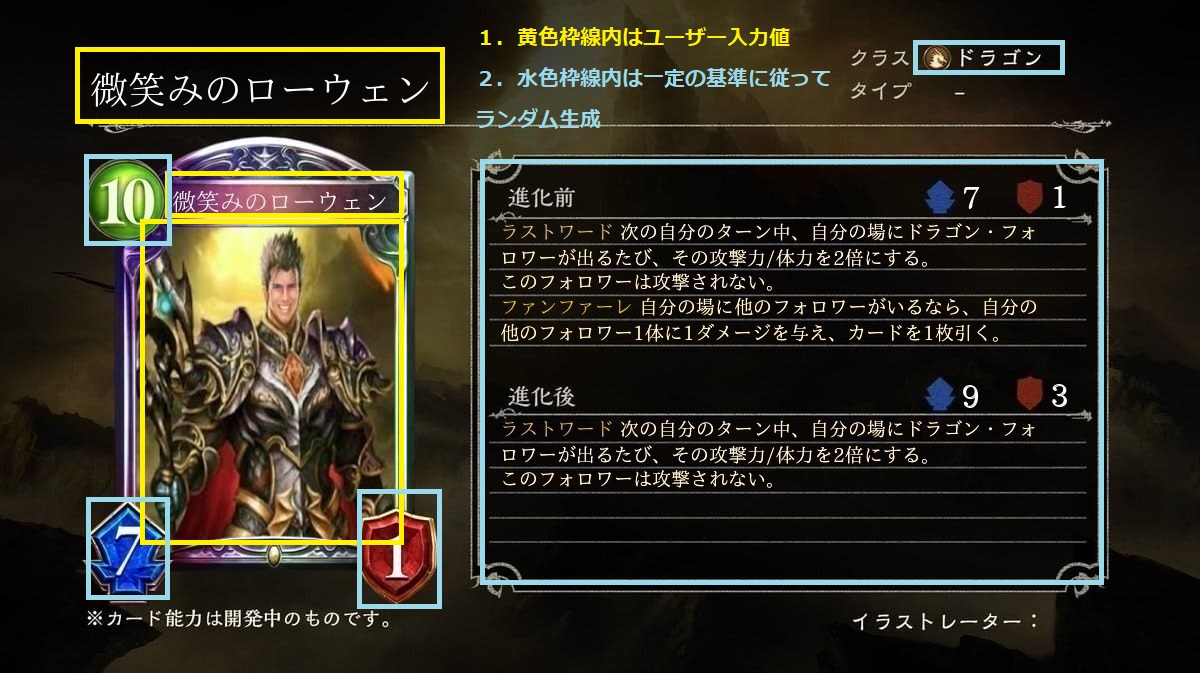 1．黄色枠線内はユーザー入力値
2．水色枠線内は一定の基準に従って
ランダム生成
微笑みのローウェン
クラス ドラゴン
タイプ －
10
微笑みのローウェン
7
1
※カード能力は開発中のものです。
進化前 7 1
ラストワード 次の自分のターン中、自分の場にドラゴン・フォ
ロワーが出るたび、その攻撃力/体力を2倍にする。
このフォロワーは攻撃されない。
ファンファーレ 自分の場に他のフォロワーがいるなら、自分の
他のフォロワー1体に1ダメージを与え、カードを1枚引く。
進化後 9 3
ラストワード 次の自分のターン中、自分の場にドラゴン・フォ
ロワーが出るたび、その攻撃力/体力を2倍にする。
このフォロワーは攻撃されない。
イラストレーター：